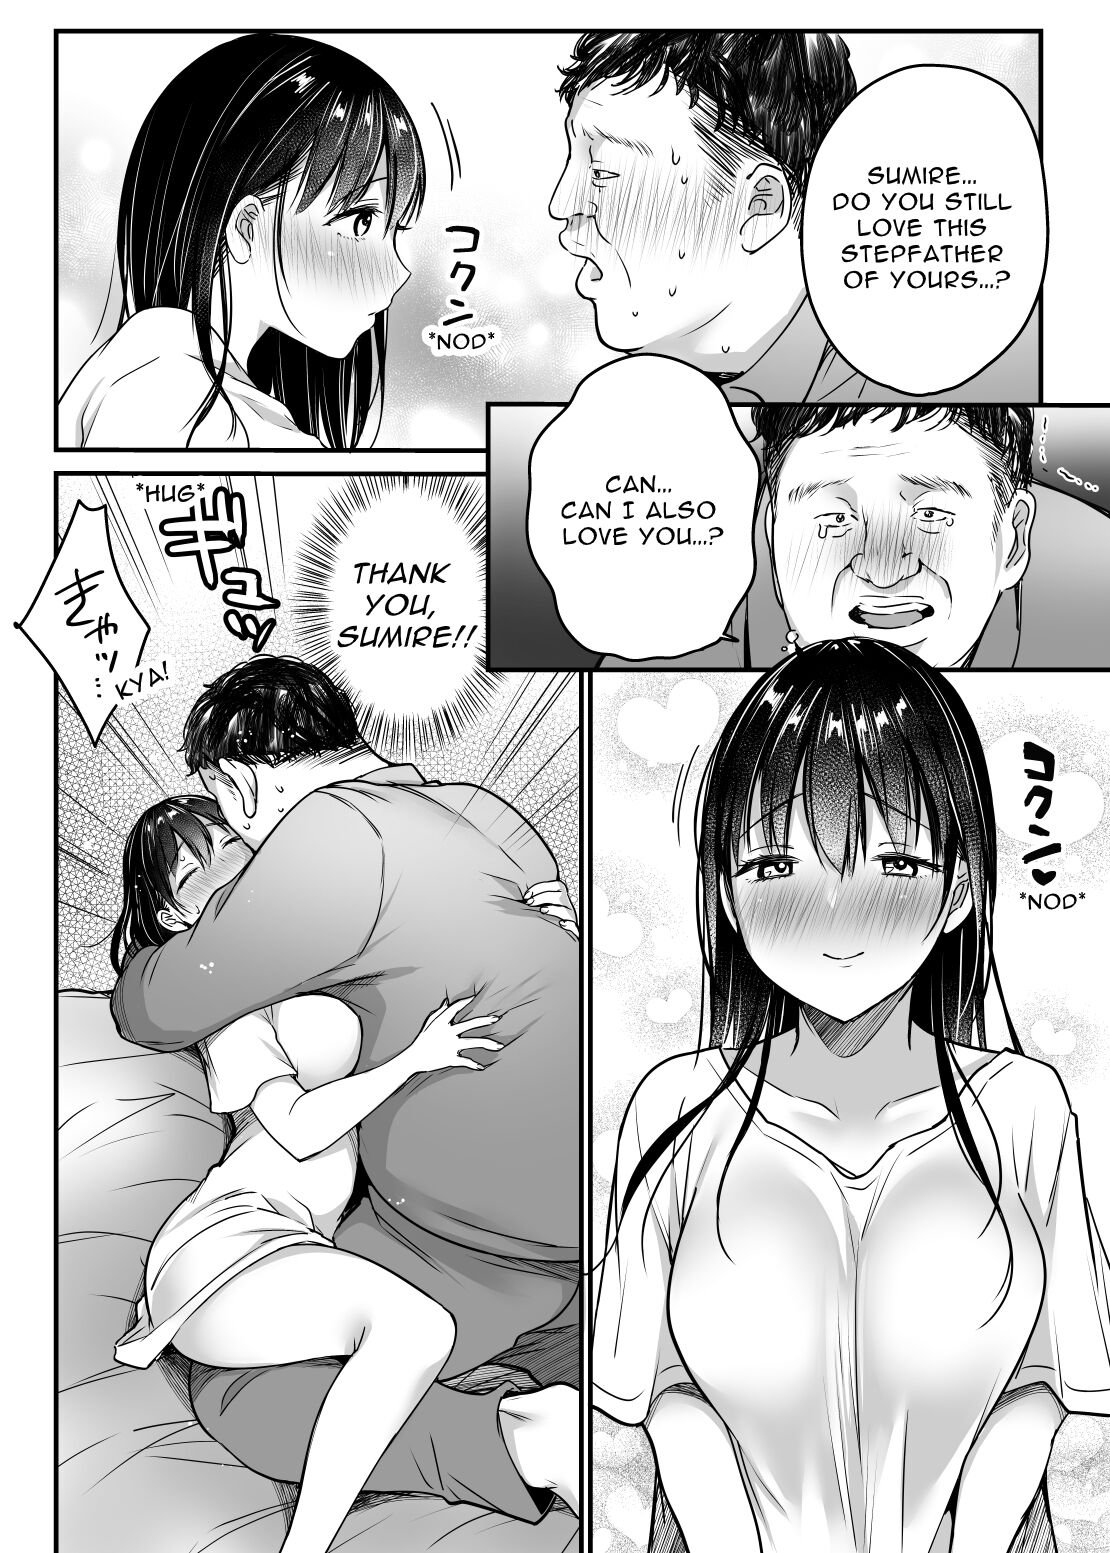 SUMIRE...
DO YOU STILL
LOVE THIS
STEPFATHER
OF YOURS...?
コクン
*NOD*
CAN...
CAN I ALSO
LOVE YOU...?
コクン♥
*NOD*
THANK
YOU,
SUMIRE!!
*HUG*
ギュッ
きゃッ…
KYA!